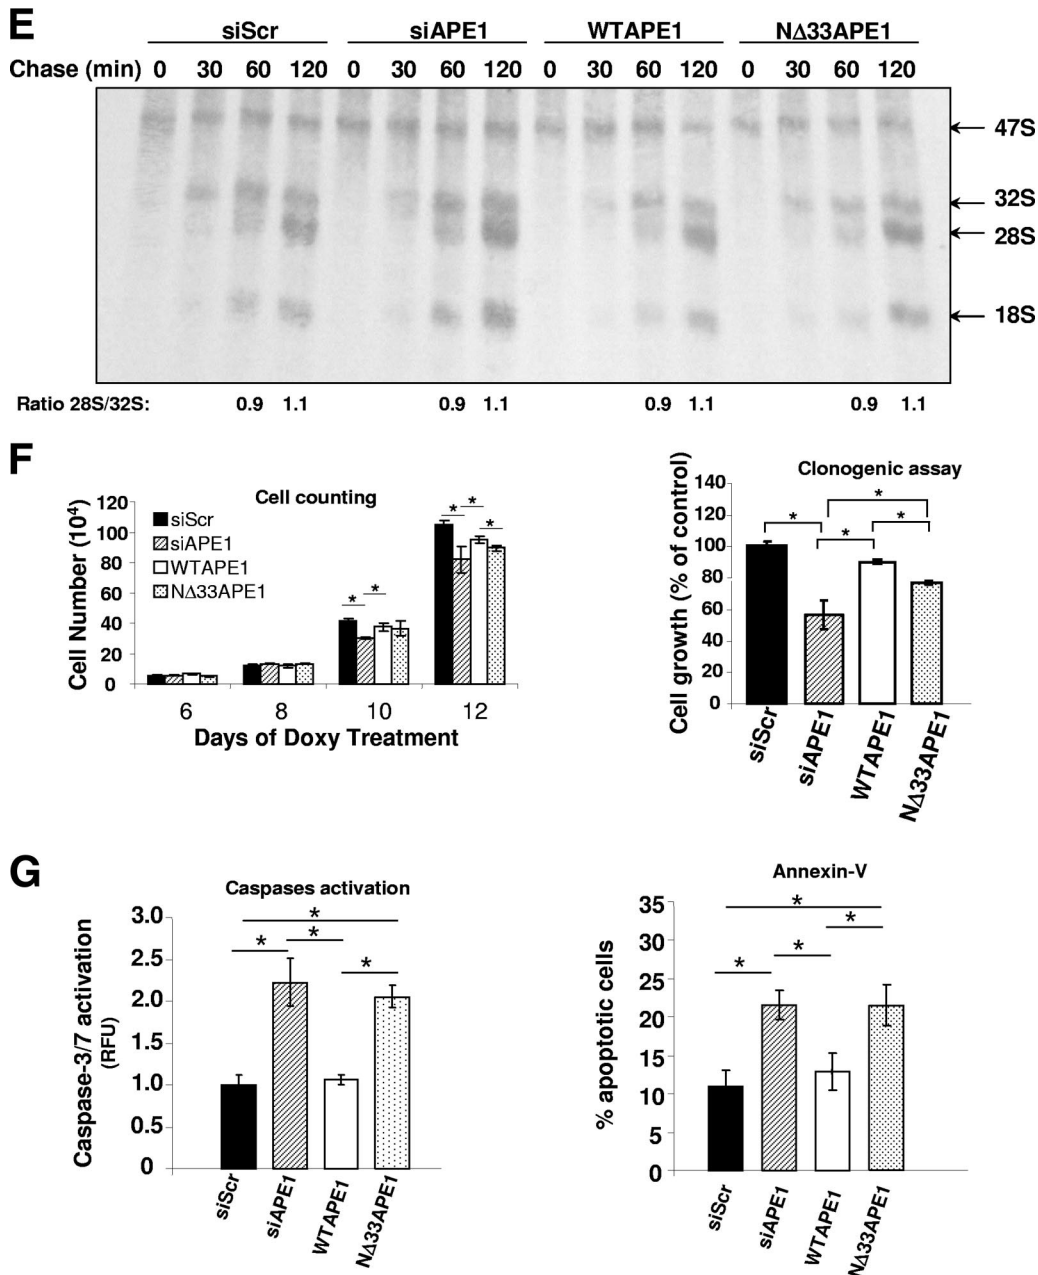 E
siScr siAPE1 WTAPE1 NΔ33APE1
Chase (min) 0 30 60 120 0 30 60 120 0 30 60 120 0 30 60 120
47S
32S
28S
18S
Ratio 28S/32S: 0.9 1.1 0.9 1.1 0.9 1.1 0.9 1.1
F
Cell counting
Cell Number (10⁴)
120
100
80
60
40
20
0
siScr
siAPE1
WTAPE1
NΔ33APE1
* * *
* *
6 8 10 12
Days of Doxy Treatment
Clonogenic assay
Cell growth (% of control)
140
120
100
80
60
40
20
0
* * * *
siScr siAPE1 WTAPE1 NΔ33APE1
G
Caspases activation
Caspase-3/7 activation
(RFU)
3.0
2.5
2.0
1.5
1.0
0.5
0
* * * *
siScr siAPE1 WTAPE1 NΔ33APE1
Annexin-V
% apoptotic cells
35
30
25
20
15
10
5
0
* * * *
siScr siAPE1 WTAPE1 NΔ33APE1